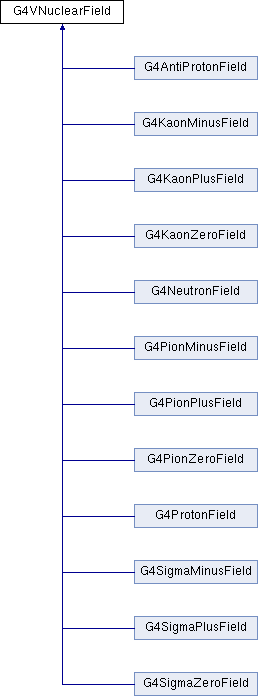 G4VNuclearField
G4AntiProtonField
G4KaonMinusField
G4KaonPlusField
G4KaonZeroField
G4NeutronField
G4PionMinusField
G4PionPlusField
G4PionZeroField
G4ProtonField
G4SigmaMinusField
G4SigmaPlusField
G4SigmaZeroField